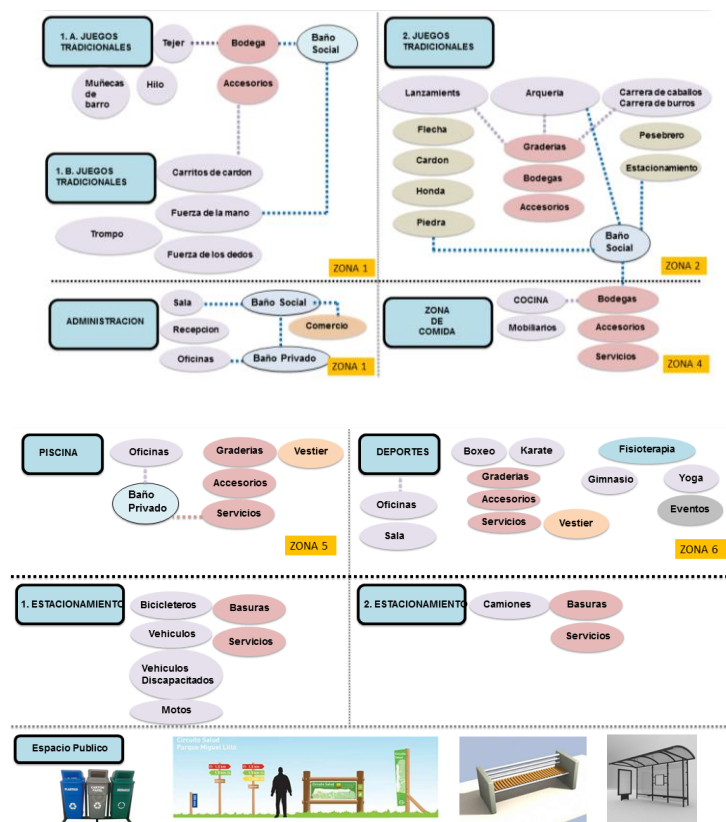 1. A. JUEGOS
TRADICIONALES
Tejer
Bodega
Baño
Social
Muñecas
de
barro
Hilo
Accesorios
1. B. JUEGOS
TRADICIONALES
Carritos de cardon
Fuerza de la mano
Trompo
Fuerza de los dedos
ZONA 1
2. JUEGOS
TRADICIONALES
Lanzamients
Arqueria
Carrera de caballos
Carrera de burros
Flecha
Graderias
Pesebrero
Cardon
Bodegas
Estacionamiento
Honda
Accesorios
Piedra
Baño
Social
ZONA 2
ADMINISTRACION
Sala
Baño Social
Recepcion
Comercio
Oficinas
Baño Privado
ZONA 1
ZONA
DE
COMIDA
COCINA
Bodegas
Mobiliarios
Accesorios
Servicios
ZONA 4
PISCINA
Oficinas
Graderias
Vestier
Accesorios
Baño
Privado
Servicios
ZONA 5
DEPORTES
Boxeo
Karate
Fisioterapia
Graderias
Gimnasio
Yoga
Oficinas
Accesorios
Eventos
Servicios
Vestier
Sala
ZONA 6
1. ESTACIONAMIENTO
Bicicleteros
Basuras
Vehiculos
Servicios
Vehiculos
Discapacitados
Motos
2. ESTACIONAMIENTO
Camiones
Basuras
Servicios
Espacio Publico
Circuito Salud
Parque Miguel Lillo